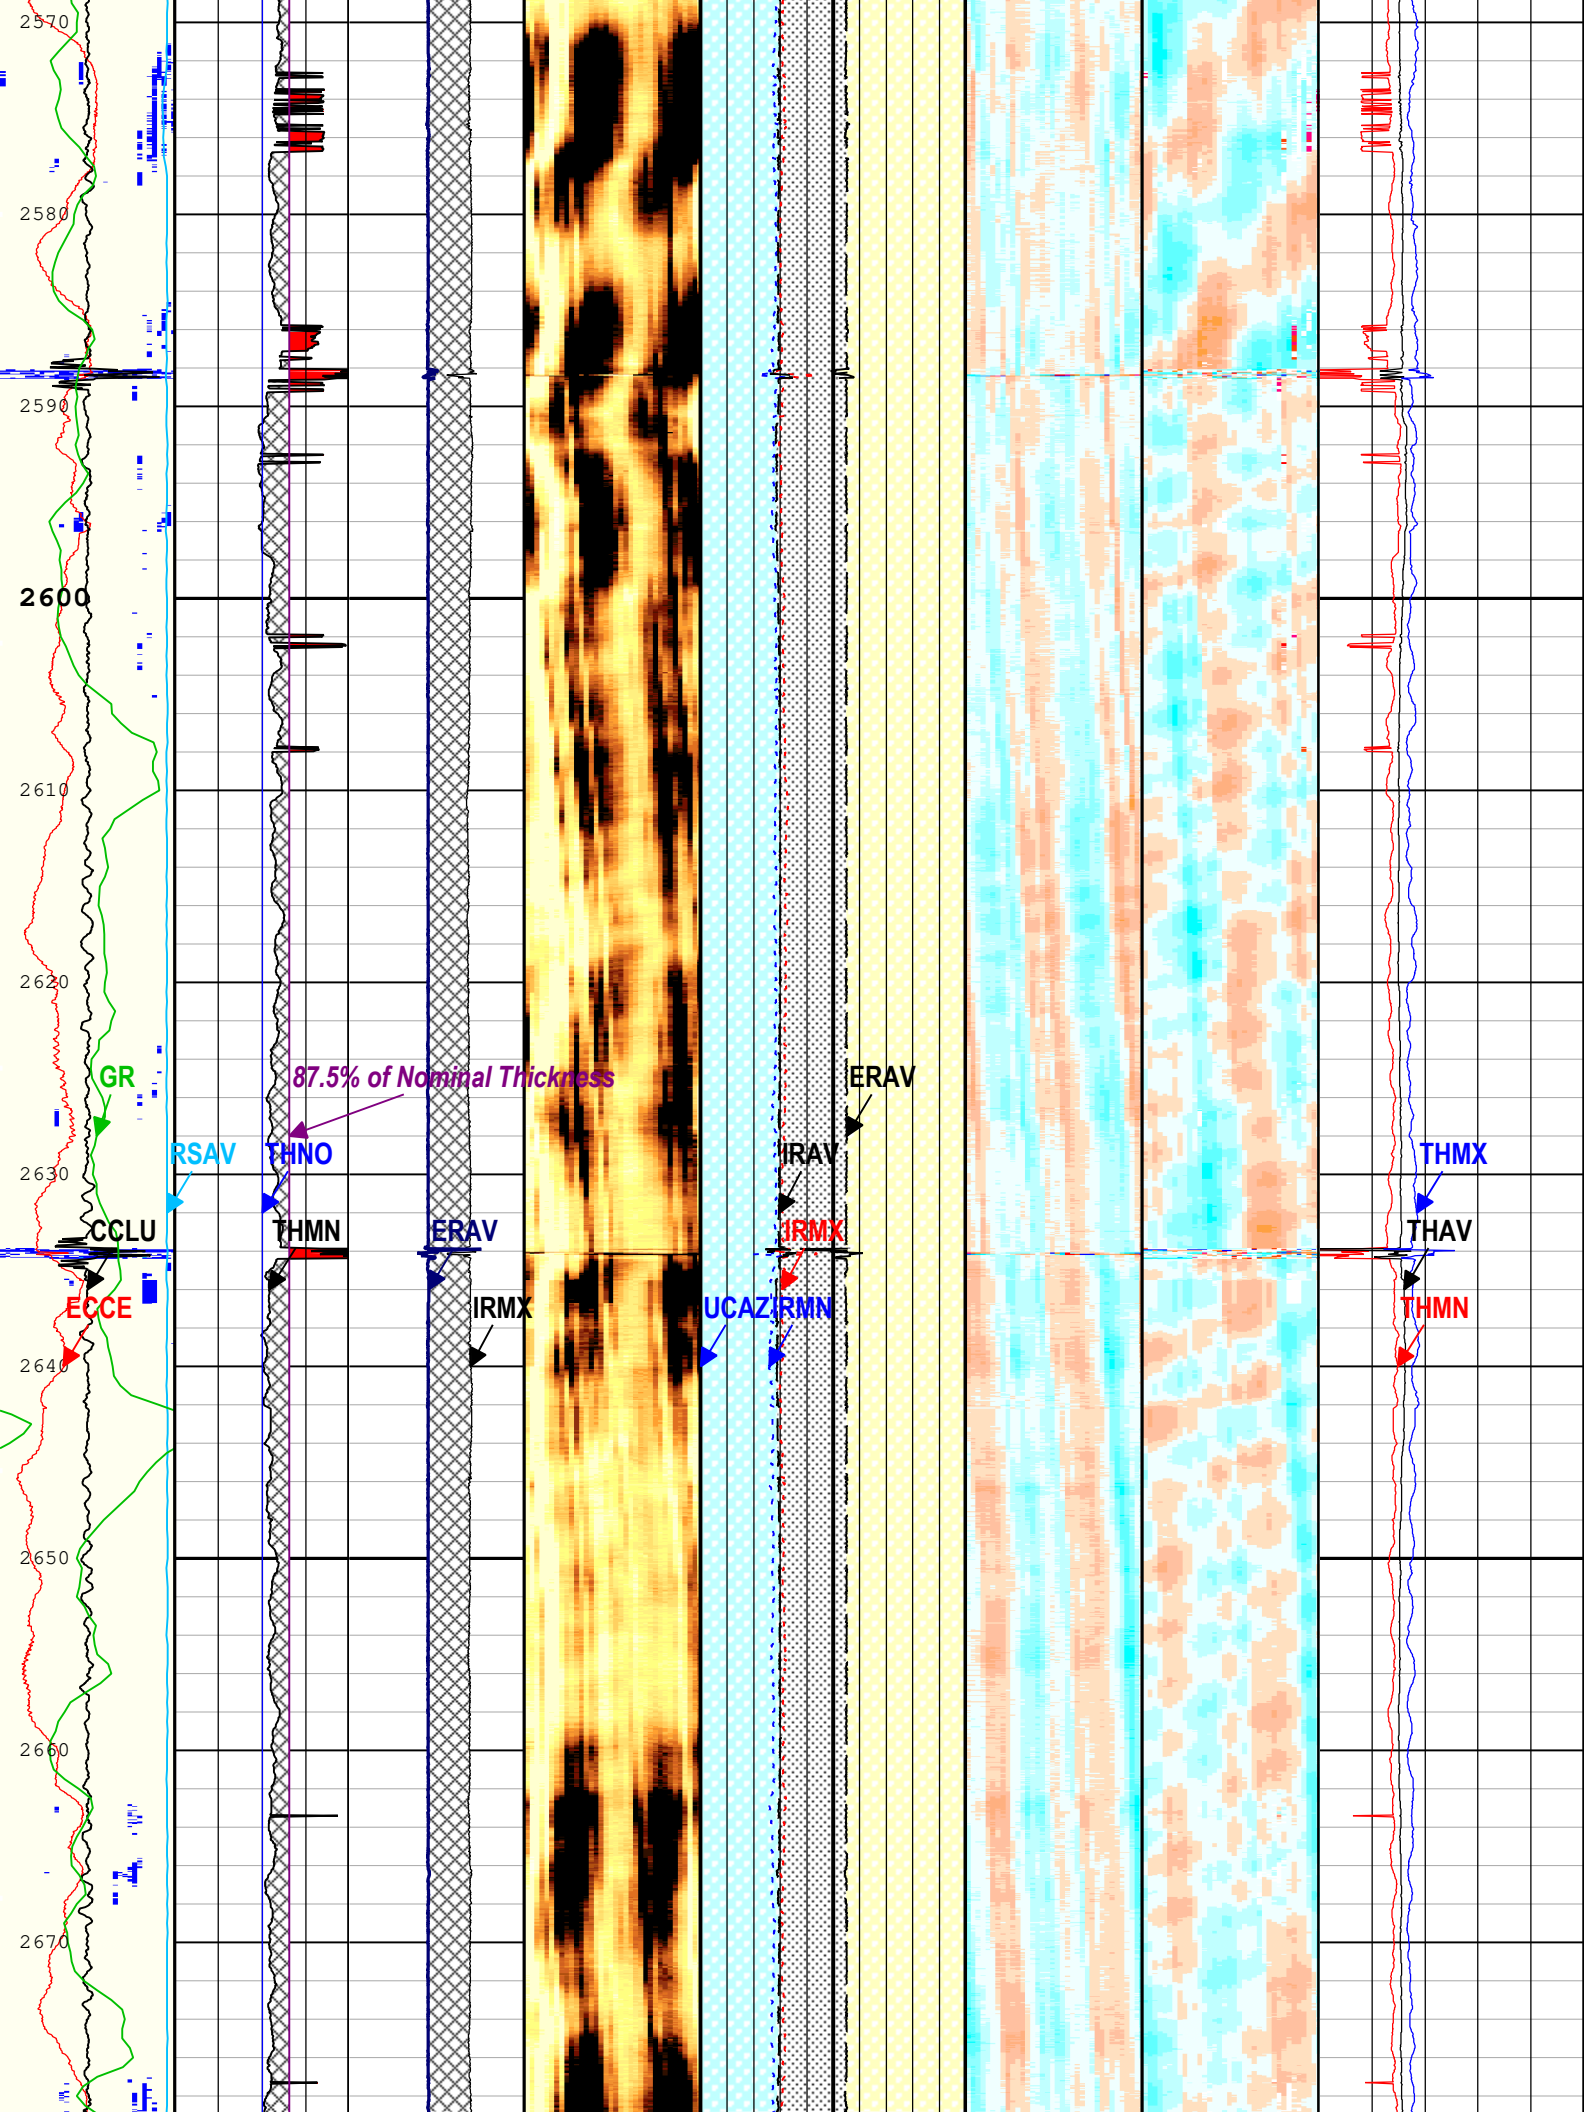 2570
2580
2590
2600
2610
2620
GR
87.5% of Nominal Thickness
ERAV
RSAV
THNO
IRAV
THMX
2630
CCLU
THMN
ERAV
IRMX
THAV
ECCE
IRMX
UCAZ
IRMN
THMN
2640
2650
2660
2670